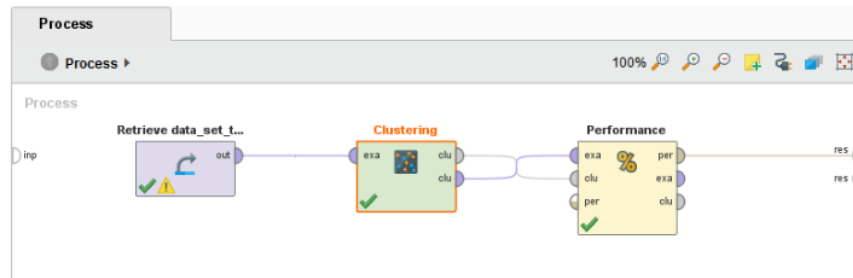 Process
Process
100%
Process
Retrieve data_set_t...
Clustering
Performance
inp
out
exa
clu
clu
exa
clu
per
per
exa
clu
res
res